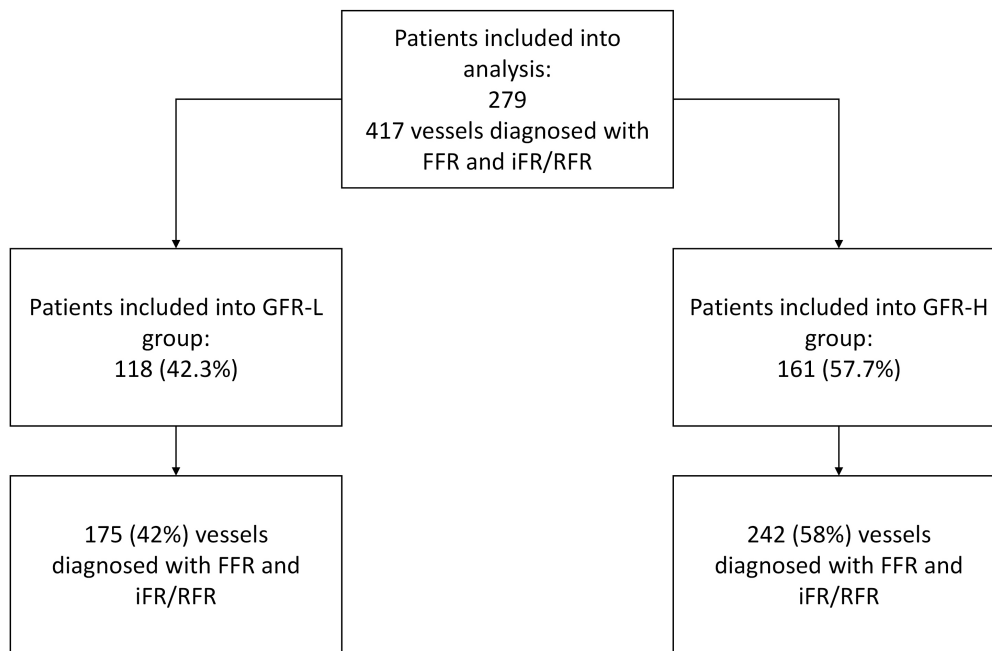 Patients included into
analysis:
279
417 vessels diagnosed with
FFR and iFR/RFR
Patients included into GFR-L
group:
118 (42.3%)
Patients included into GFR-H
group:
161 (57.7%)
175 (42%) vessels
diagnosed with FFR and
iFR/RFR
242 (58%) vessels
diagnosed with FFR and
iFR/RFR